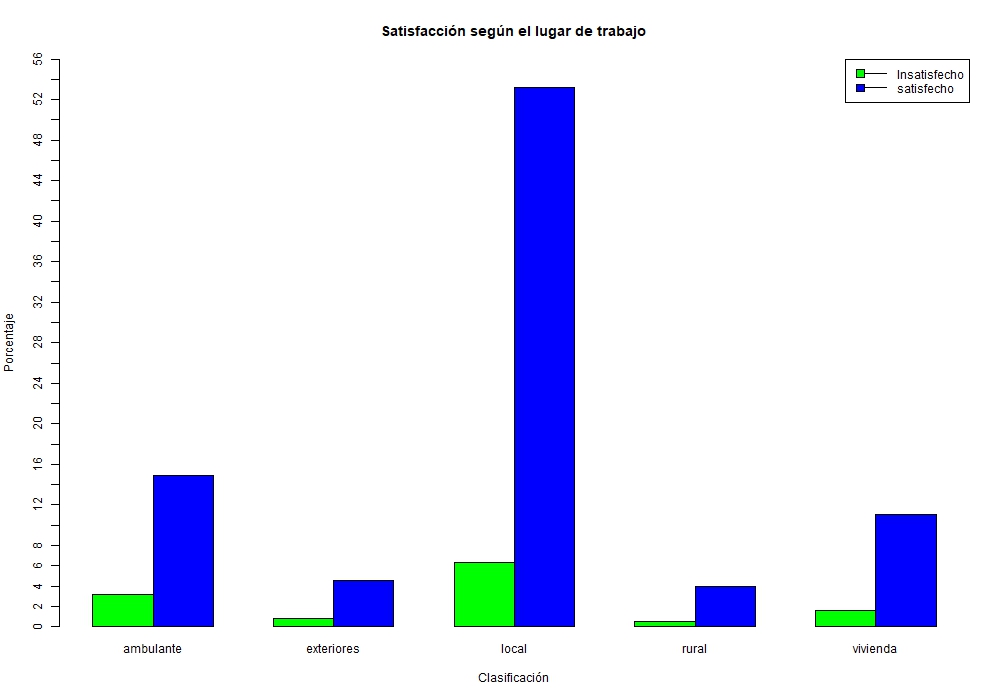 Satisfacción según el lugar de trabajo
Insatisfecho
satisfecho
Porcentaje
56
52
48
44
40
36
32
28
24
20
16
12
8
6
4
2
0
ambulante exteriores local rural vivienda
Clasificación